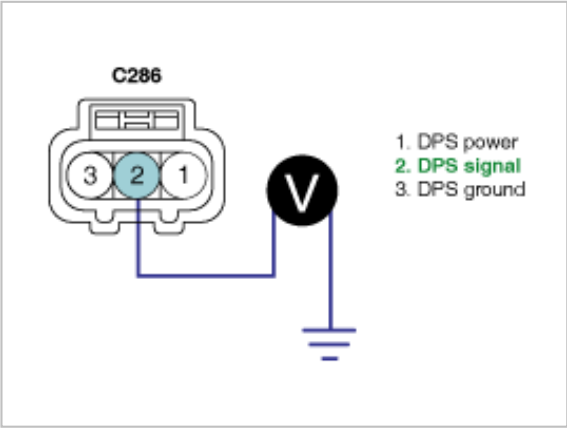 C286
3 2 1
V
1. DPS power
2. DPS signal
3. DPS ground